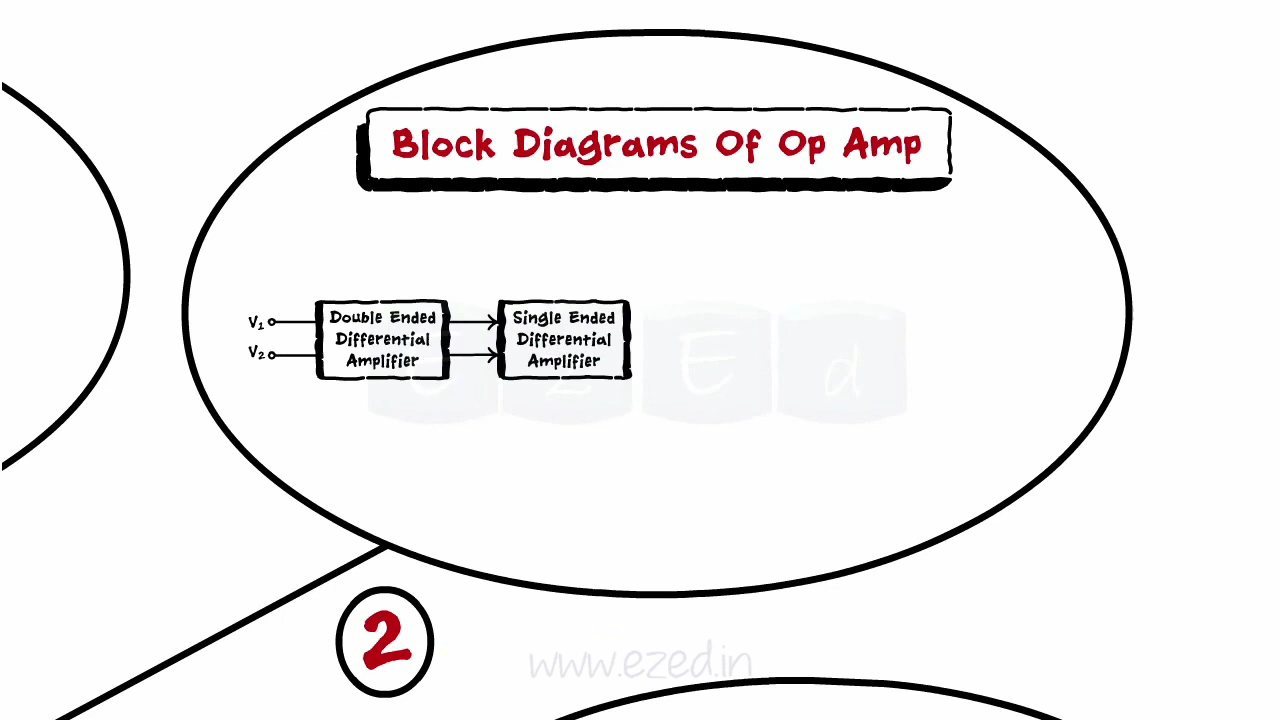 Block Diagrams Of Op Amp
V1
V2
Double Ended
Differential
Amplifier
Single Ended
Differential
Amplifier
E
d
2
www.ezed.in